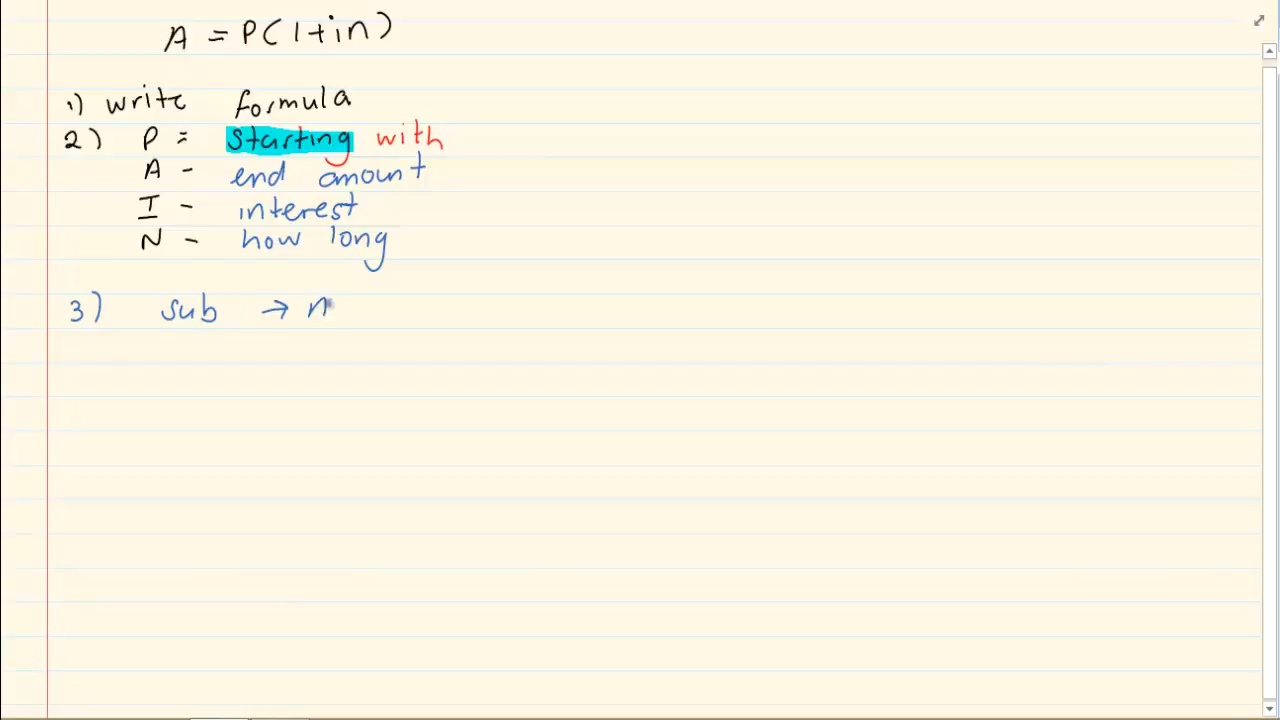 A = P(1+in)
1) write formula
2) P = starting with
A - end amount
I - interest
N - how long
3) sub → n